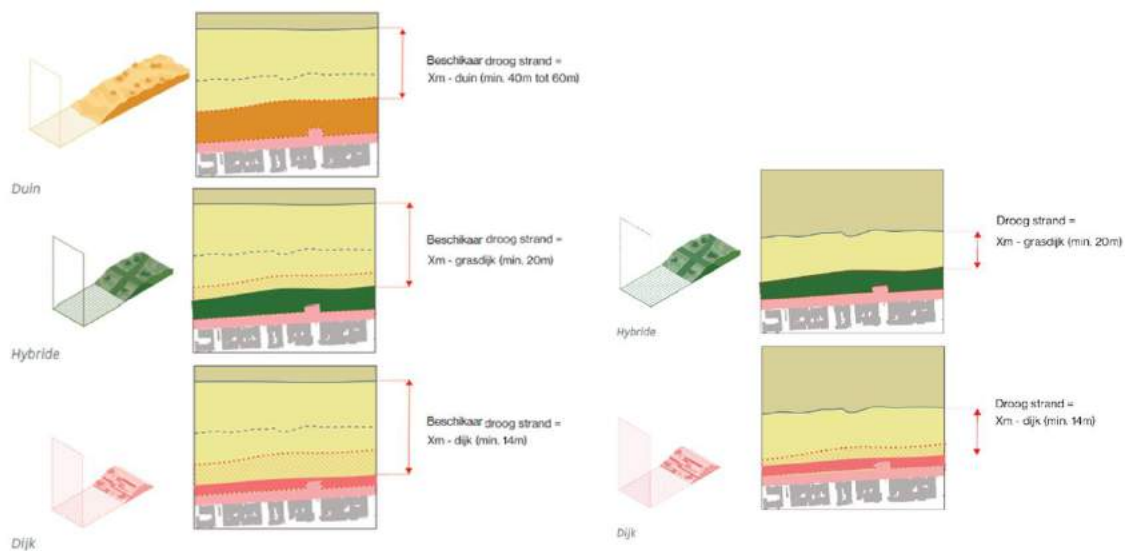 Beschikaar droog strand =
Xm - duin (min. 40m tot 60m)
Duin
Beschikaar droog strand =
Xm - grasdijk (min. 20m)
Hybride
Beschikaar droog strand =
Xm - dijk (min. 14m)
Dijk
Droog strand =
Xm - grasdijk (min. 20m)
Hybride
Droog strand =
Xm - dijk (min. 14m)
Dijk